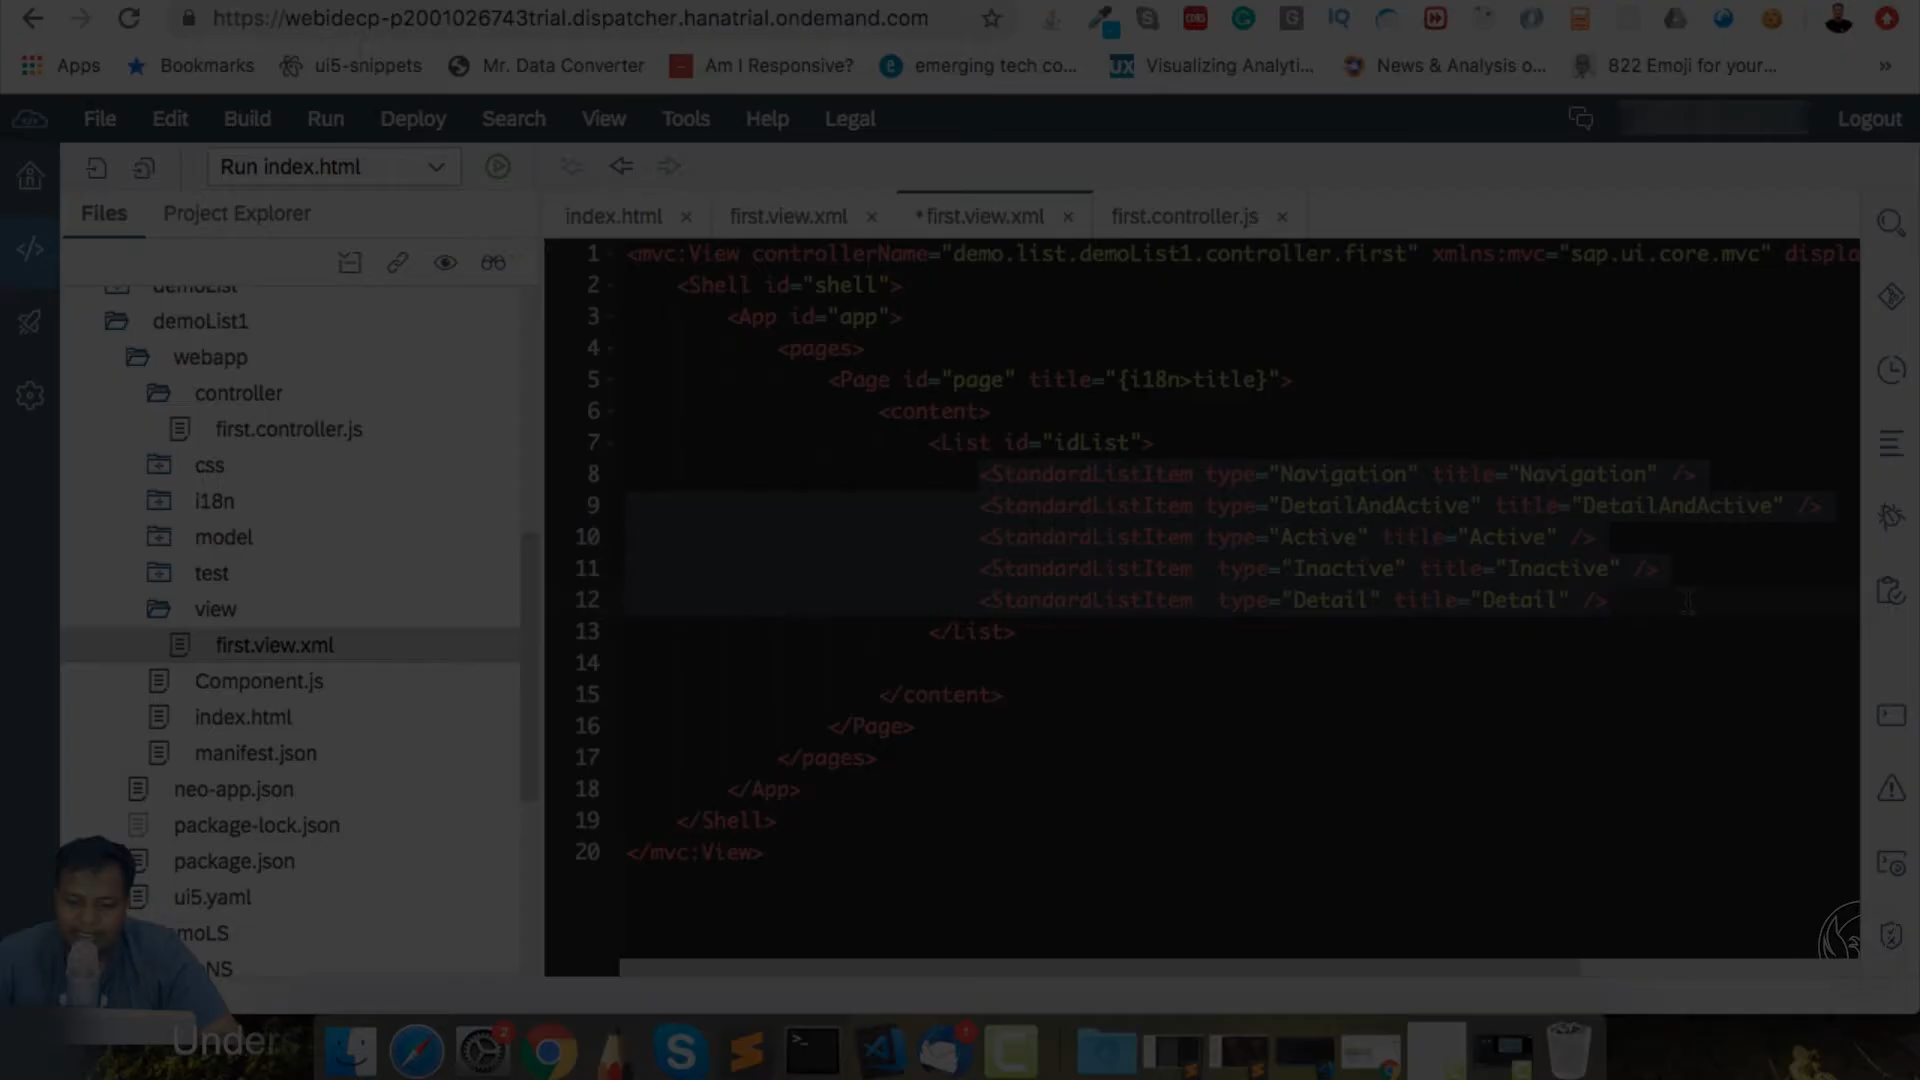 https://webidecp-p2001026743trial.dispatcher.hanatrial.ondemand.com
Apps Bookmarks ui5-snippets Mr. Data Converter Am I Responsive? emerging tech co... UX Visualizing Analyti... News & Analysis o... 822 Emoji for your... »
File Edit Build Run Deploy Search View Tools Help Legal Logout
Run index.html
Files Project Explorer
index.html × first.view.xml × *first.view.xml × first.controller.js ×
demoList
demoList1
webapp
controller
first.controller.js
css
i18n
model
test
view
first.view.xml
Component.js
index.html
manifest.json
neo-app.json
package-lock.json
package.json
ui5.yaml
moLS
NS
1 <mvc:View controllerName="demo.list.demoList1.controller.first" xmlns:mvc="sap.ui.core.mvc" displa
2 <Shell id="shell">
3 <App id="app">
4 <pages>
5 <Page id="page" title="{i18n>title}">
6 <content>
7 <List id="idList">
8 <StandardListItem type="Navigation" title="Navigation" />
9 <StandardListItem type="DetailAndActive" title="DetailAndActive" />
10 <StandardListItem type="Active" title="Active" />
11 <StandardListItem  type="Inactive" title="Inactive" />
12 <StandardListItem  type="Detail" title="Detail" />
13 </List>
14
15 </content>
16 </Page>
17 </pages>
18 </App>
19 </Shell>
20 </mvc:View>
Under